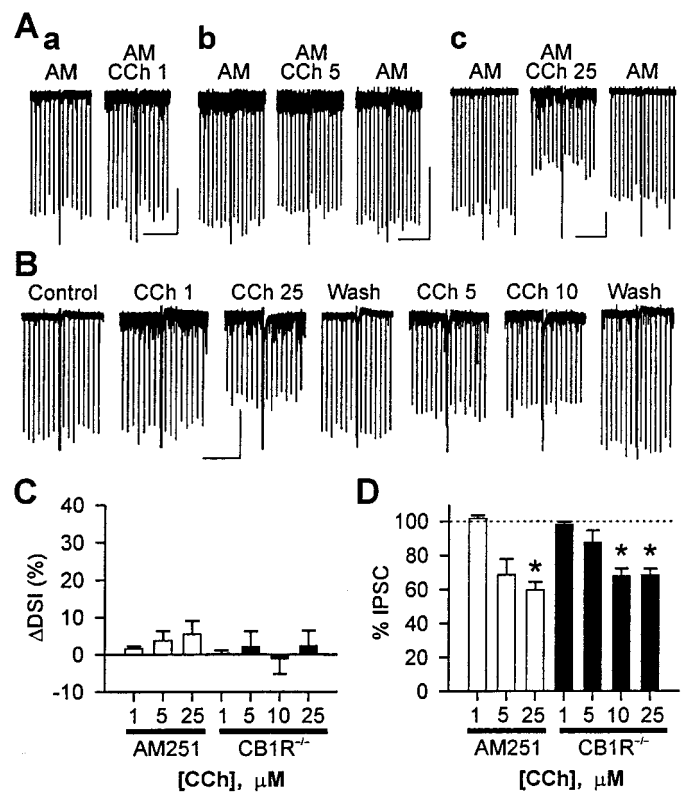 A
a
b
c
AM
AM
CCh 1
AM
AM
CCh 5
AM
AM
AM
CCh 25
AM
B
Control
CCh 1
CCh 25
Wash
CCh 5
CCh 10
Wash
C
ΔDSI (%)
40
30
20
10
0
-10
1 5 25 1 5 10 25
AM251
CB1R⁻/⁻
[CCh], μM
D
% IPSC
100
80
60
40
20
0
* * *
1 5 25 1 5 10 25
AM251
CB1R⁻/⁻
[CCh], μM